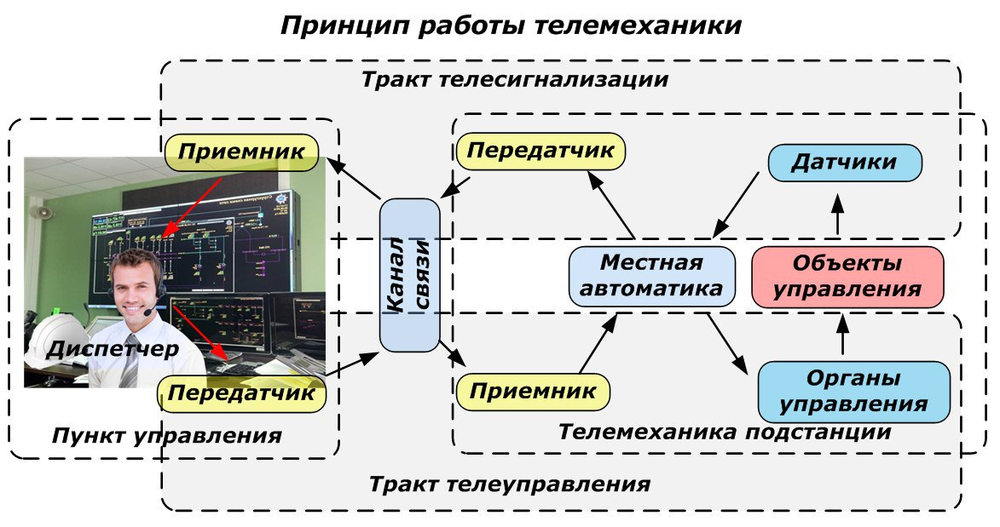 Принцип работы телемеханики
Тракт телесигнализации
Приемник
Передатчик
Датчики
Канал
связи
Местная
автоматика
Объекты
управления
Диспетчер
Передатчик
Приемник
Органы
управления
Пункт управления
Телемеханика подстанции
Тракт телеуправления